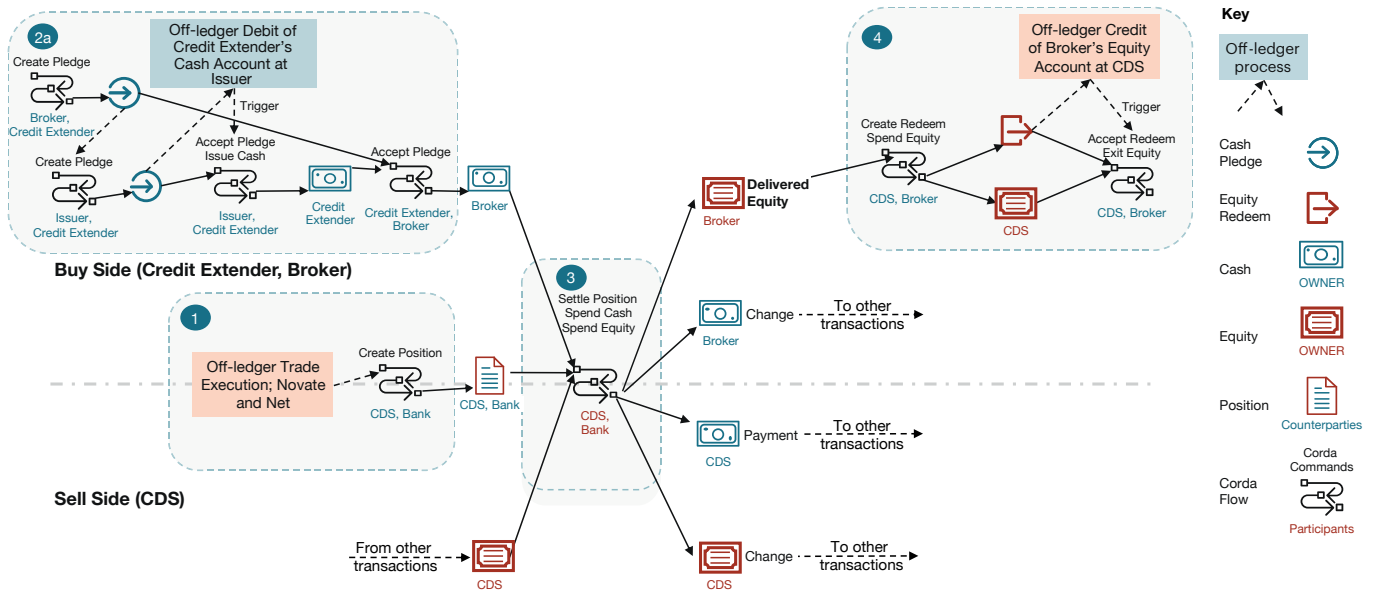 2a
Off-ledger Debit of
Credit Extender's
Cash Account at
Issuer
Create Pledge
Broker,
Credit Extender
Trigger
Create Pledge
Issuer,
Credit Extender
Accept Pledge
Issue Cash
Issuer,
Credit Extender
Credit
Extender
Accept Pledge
Credit Extender,
Broker
Broker
Buy Side (Credit Extender, Broker)
1
Off-ledger Trade
Execution; Novate
and Net
Create Position
CDS, Bank
CDS, Bank
Sell Side (CDS)
From other
transactions
CDS
3
Settle Position
Spend Cash
Spend Equity
CDS,
Bank
Delivered
Equity
Broker
Change
To other
transactions
Broker
Payment
To other
transactions
CDS
Change
To other
transactions
CDS
4
Off-ledger Credit
of Broker's Equity
Account at CDS
Trigger
Create Redeem
Spend Equity
CDS, Broker
CDS
Accept Redeem
Exit Equity
CDS, Broker
Key
Off-ledger
process
Cash
Pledge
Equity
Redeem
Cash
OWNER
Equity
OWNER
Position
Counterparties
Corda
Flow
Corda
Commands
Participants